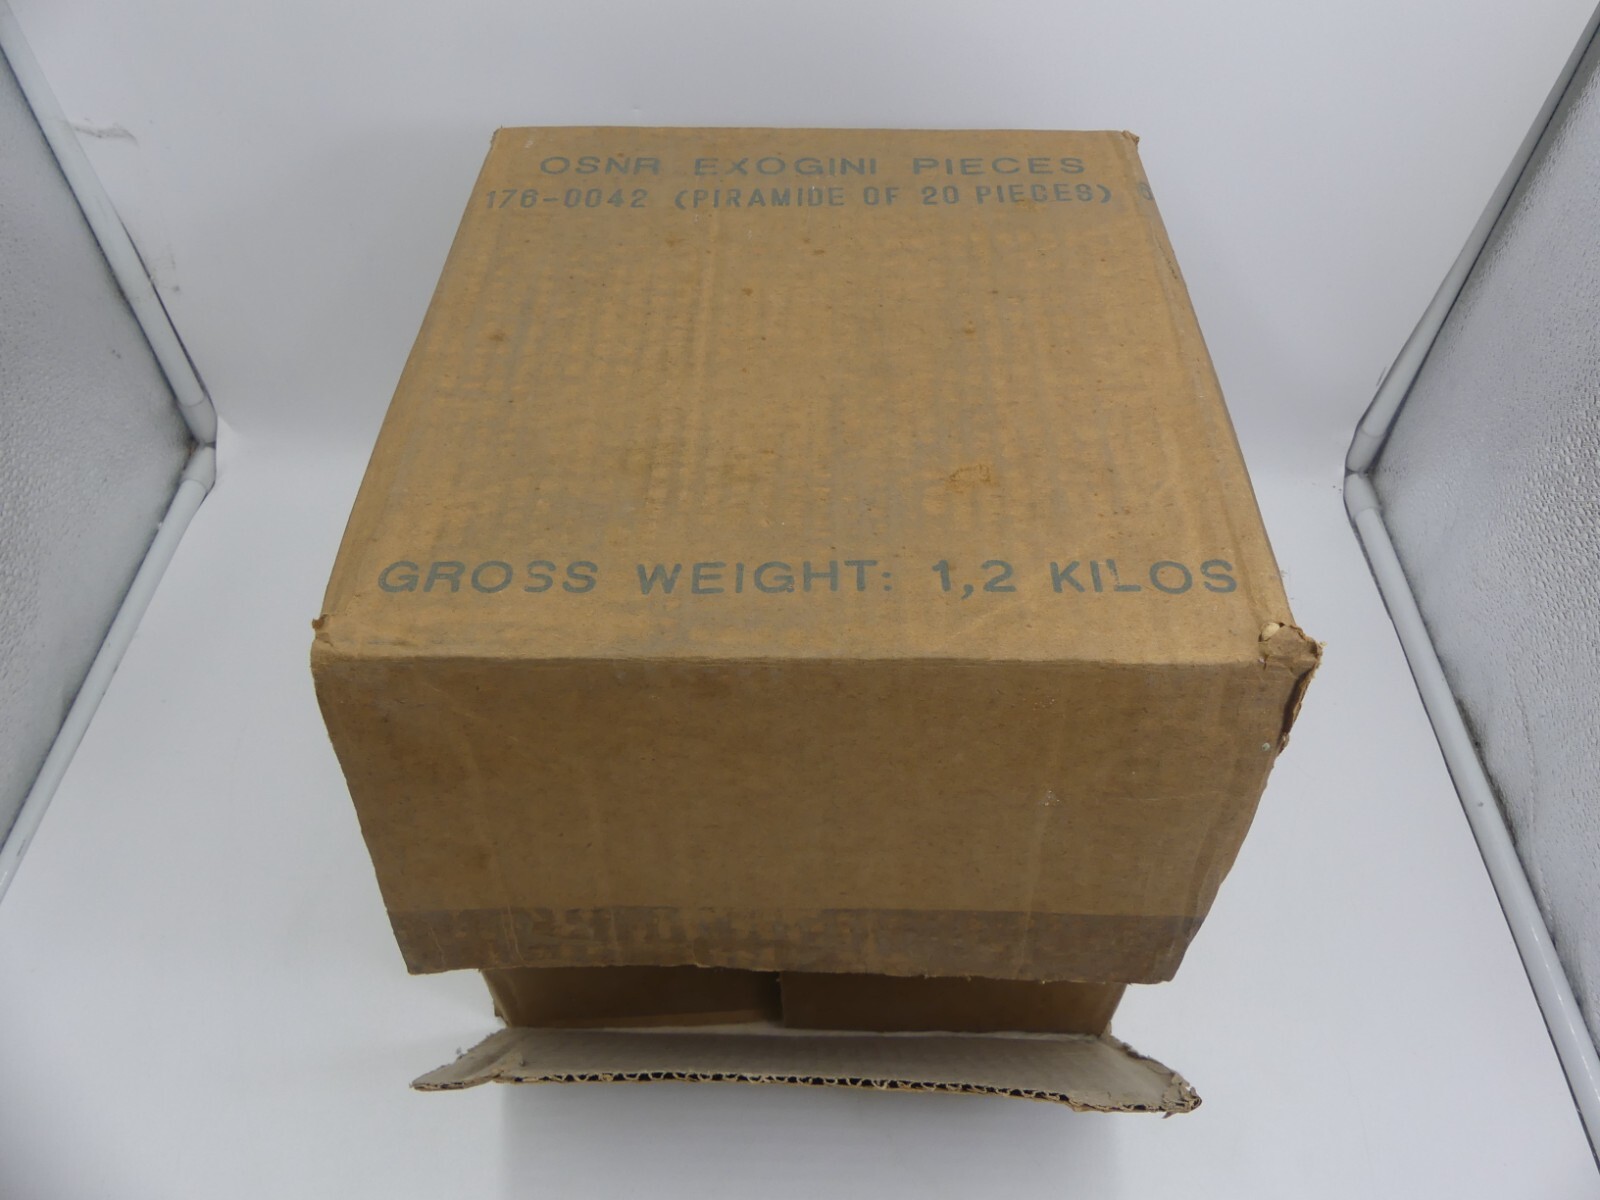 OSNR EXOGINI PIECES
176-0042 (PIRAMIDE OF 20 PIECES)
GROSS WEIGHT: 1,2 KILOS